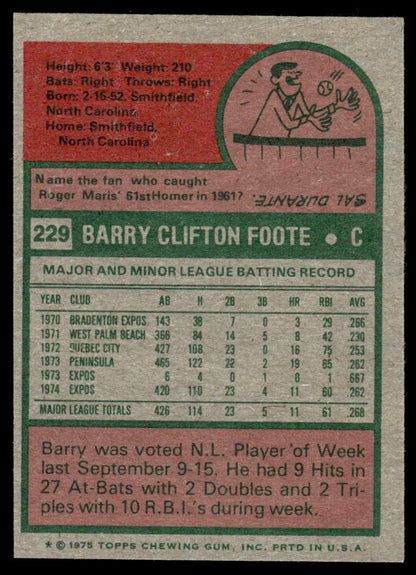 Height: 6'3 Weight: 210
Bats: Right Throws: Right
Born: 2-16-52, Smithfield,
North Carolina
Home: Smithfield,
North Carolina
Name the fan who caught
Roger Maris' 61st Homer in 1961?
SAL DURANTE.
229 BARRY CLIFTON FOOTE • C
MAJOR AND MINOR LEAGUE BATTING RECORD
YEAR CLUB AB H 2B 3B HR RBI AVG
1970 BRADENTON EXPOS 143 38 7 0 3 29 .266
1971 WEST PALM BEACH 366 84 14 5 8 42 .230
1972 QUEBEC CITY 427 108 23 0 16 75 .253
1973 PENINSULA 465 122 22 2 19 65 .262
1973 EXPOS 6 4 0 1 0 1 .667
1974 EXPOS 420 110 23 4 11 60 .262
MAJOR LEAGUE TOTALS 426 114 23 5 11 61 .268
Barry was voted N.L. Player of Week
last September 9-15. He had 9 Hits in
27 At-Bats with 2 Doubles and 2 Tri-
ples with 10 R.B.I.'s during week.
* © 1975 TOPPS CHEWING GUM, INC. PRTD IN U.S.A.